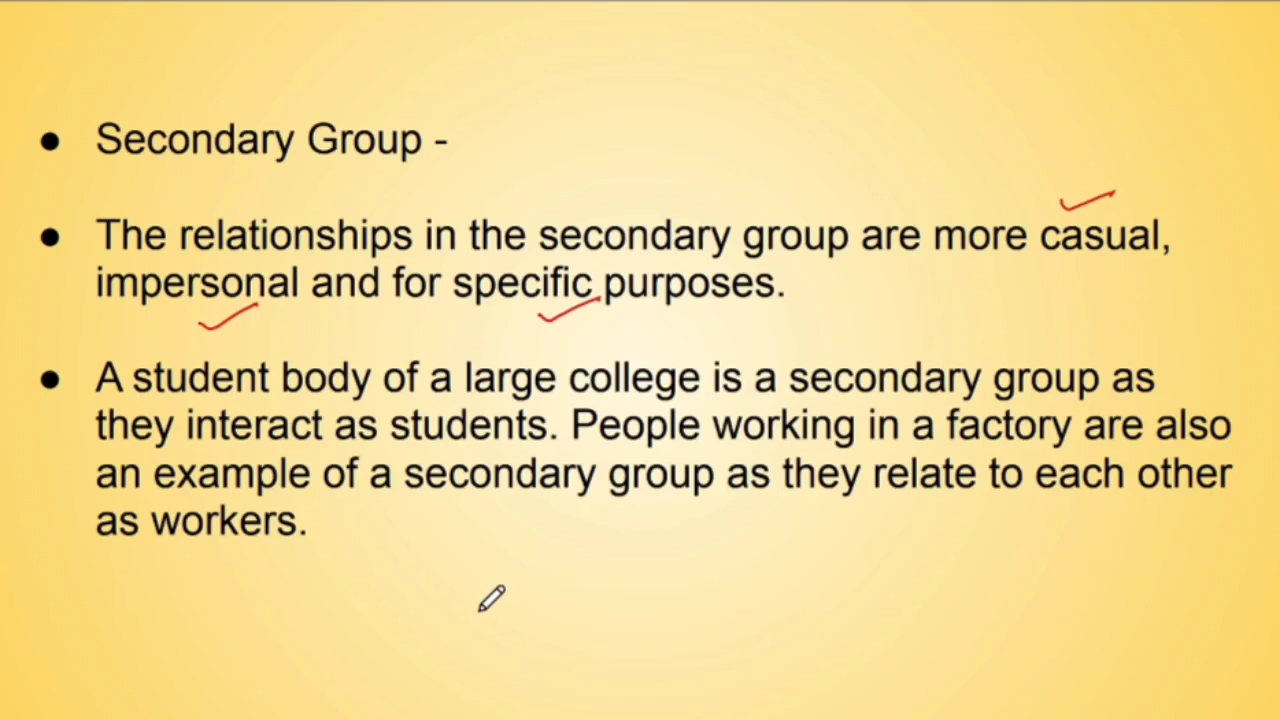 ● Secondary Group -
● The relationships in the secondary group are more casual,
impersonal and for specific purposes.
● A student body of a large college is a secondary group as
they interact as students. People working in a factory are also
an example of a secondary group as they relate to each other
as workers.